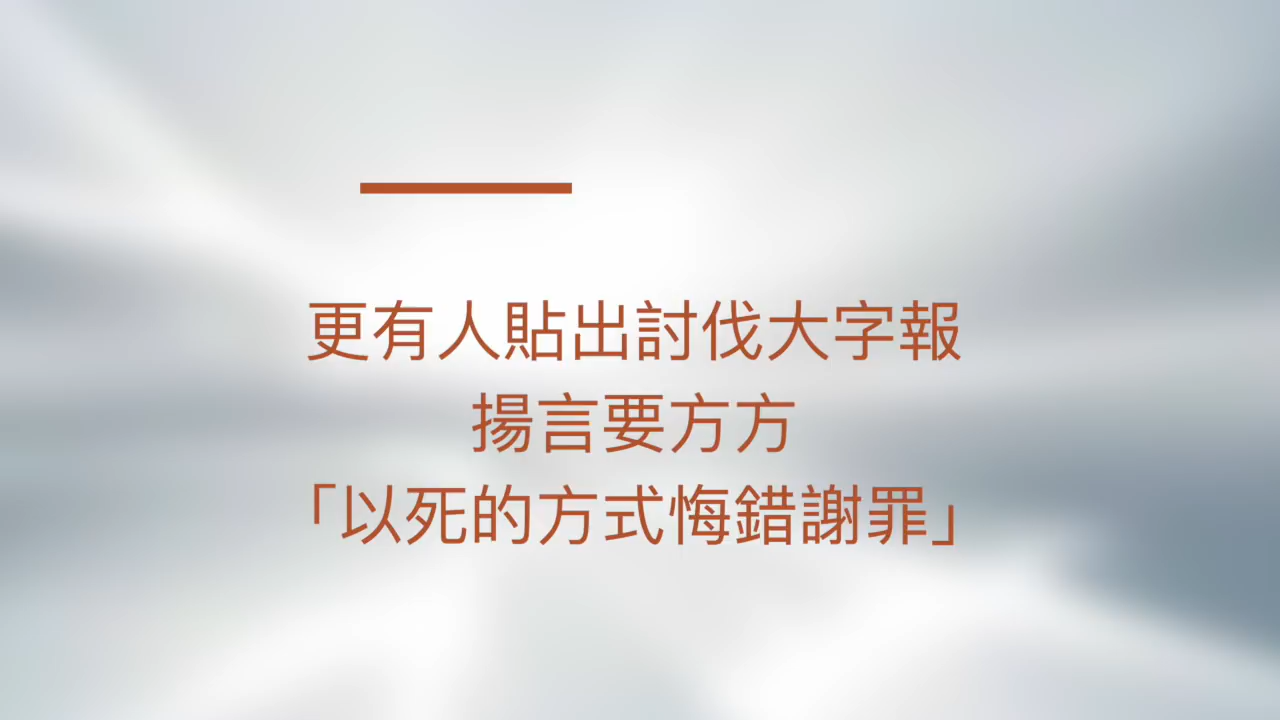 更有人貼出討伐大字報
揚言要方方
「以死的方式悔錯謝罪」